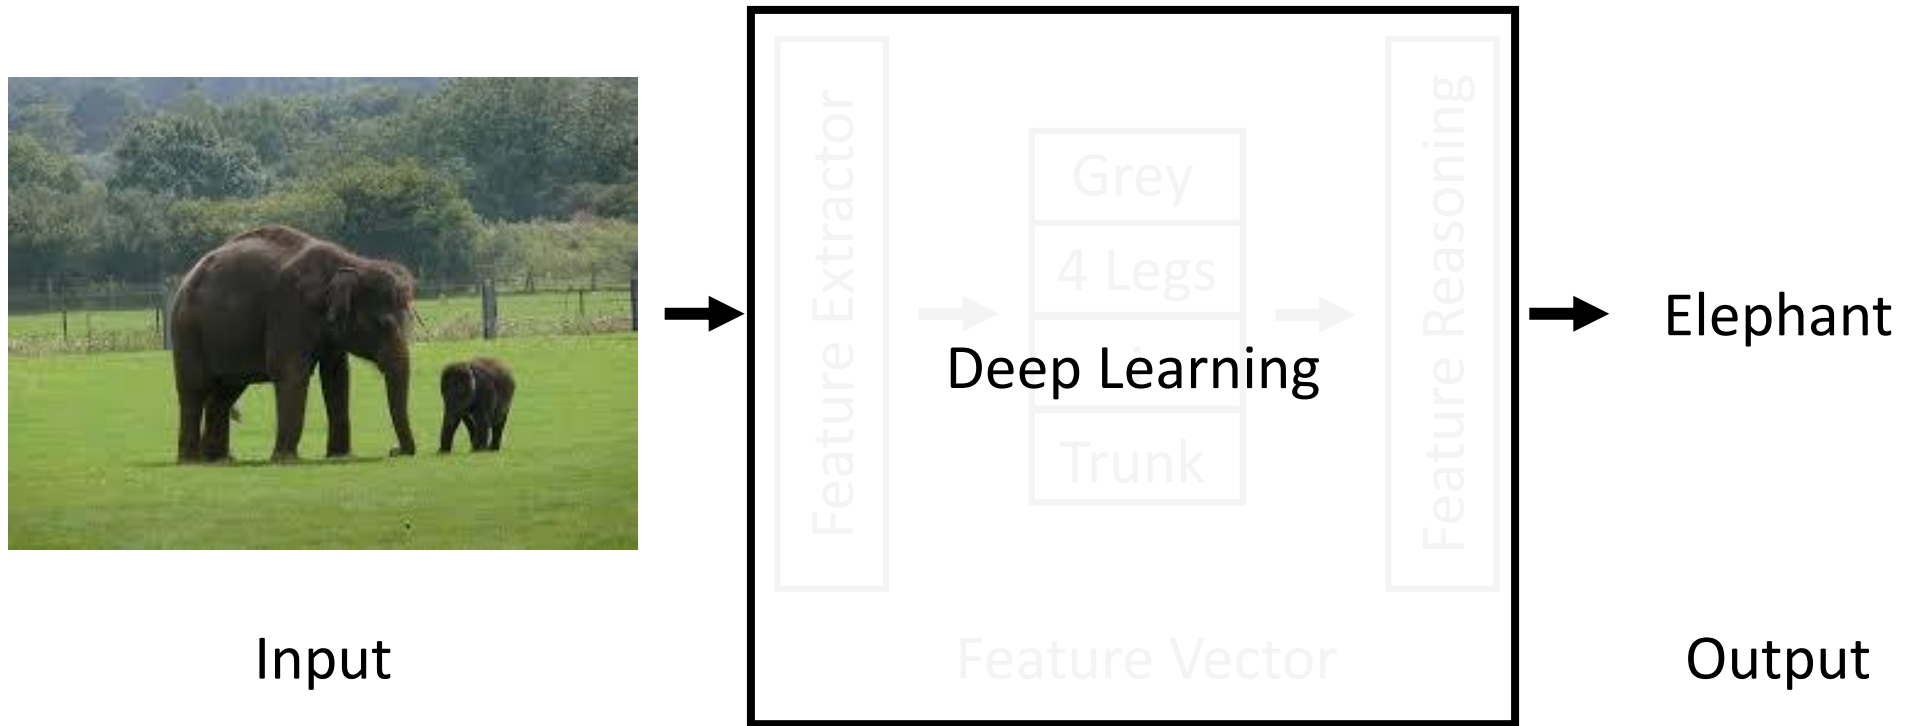 Feature Extractor
Grey
4 Legs
Deep Learning
Trunk
Feature Reasoning
Elephant
Input
Feature Vector
Output